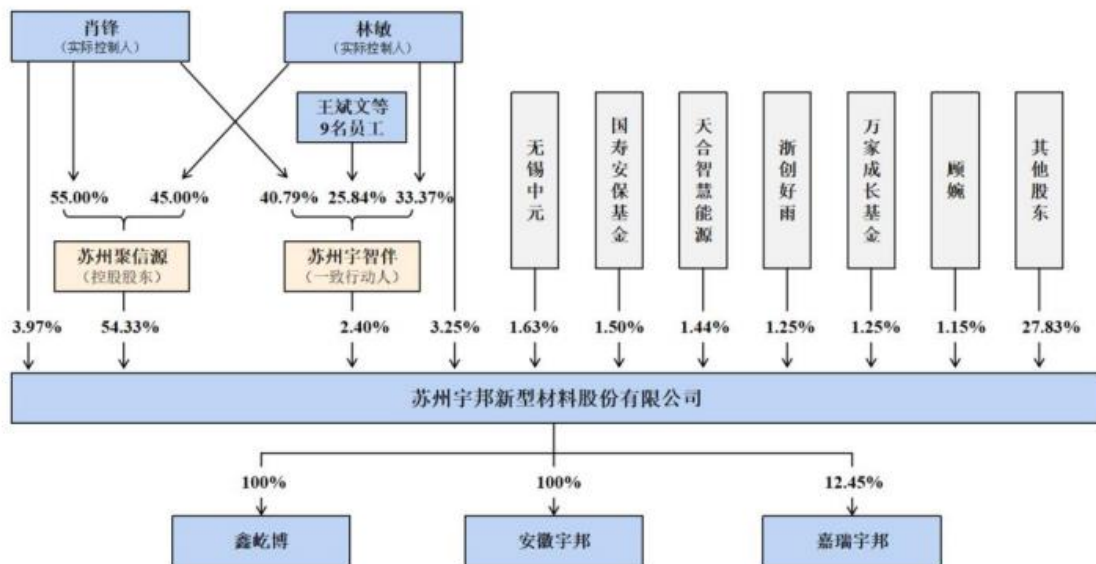 肖锋
（实际控制人）
林敏
（实际控制人）
王斌文等
9名员工
无锡中元
国寿安保基金
天合智慧能源
浙创好雨
万家成长基金
顾婉
其他股东
55.00%
45.00%
40.79%
25.84%
33.37%
苏州聚信源
（控股股东）
苏州宇智伴
（一致行动人）
3.97%
54.33%
2.40%
3.25%
1.63%
1.50%
1.44%
1.25%
1.25%
1.15%
27.83%
苏州宇邦新型材料股份有限公司
100%
100%
12.45%
鑫屹博
安徽宇邦
嘉瑞宇邦